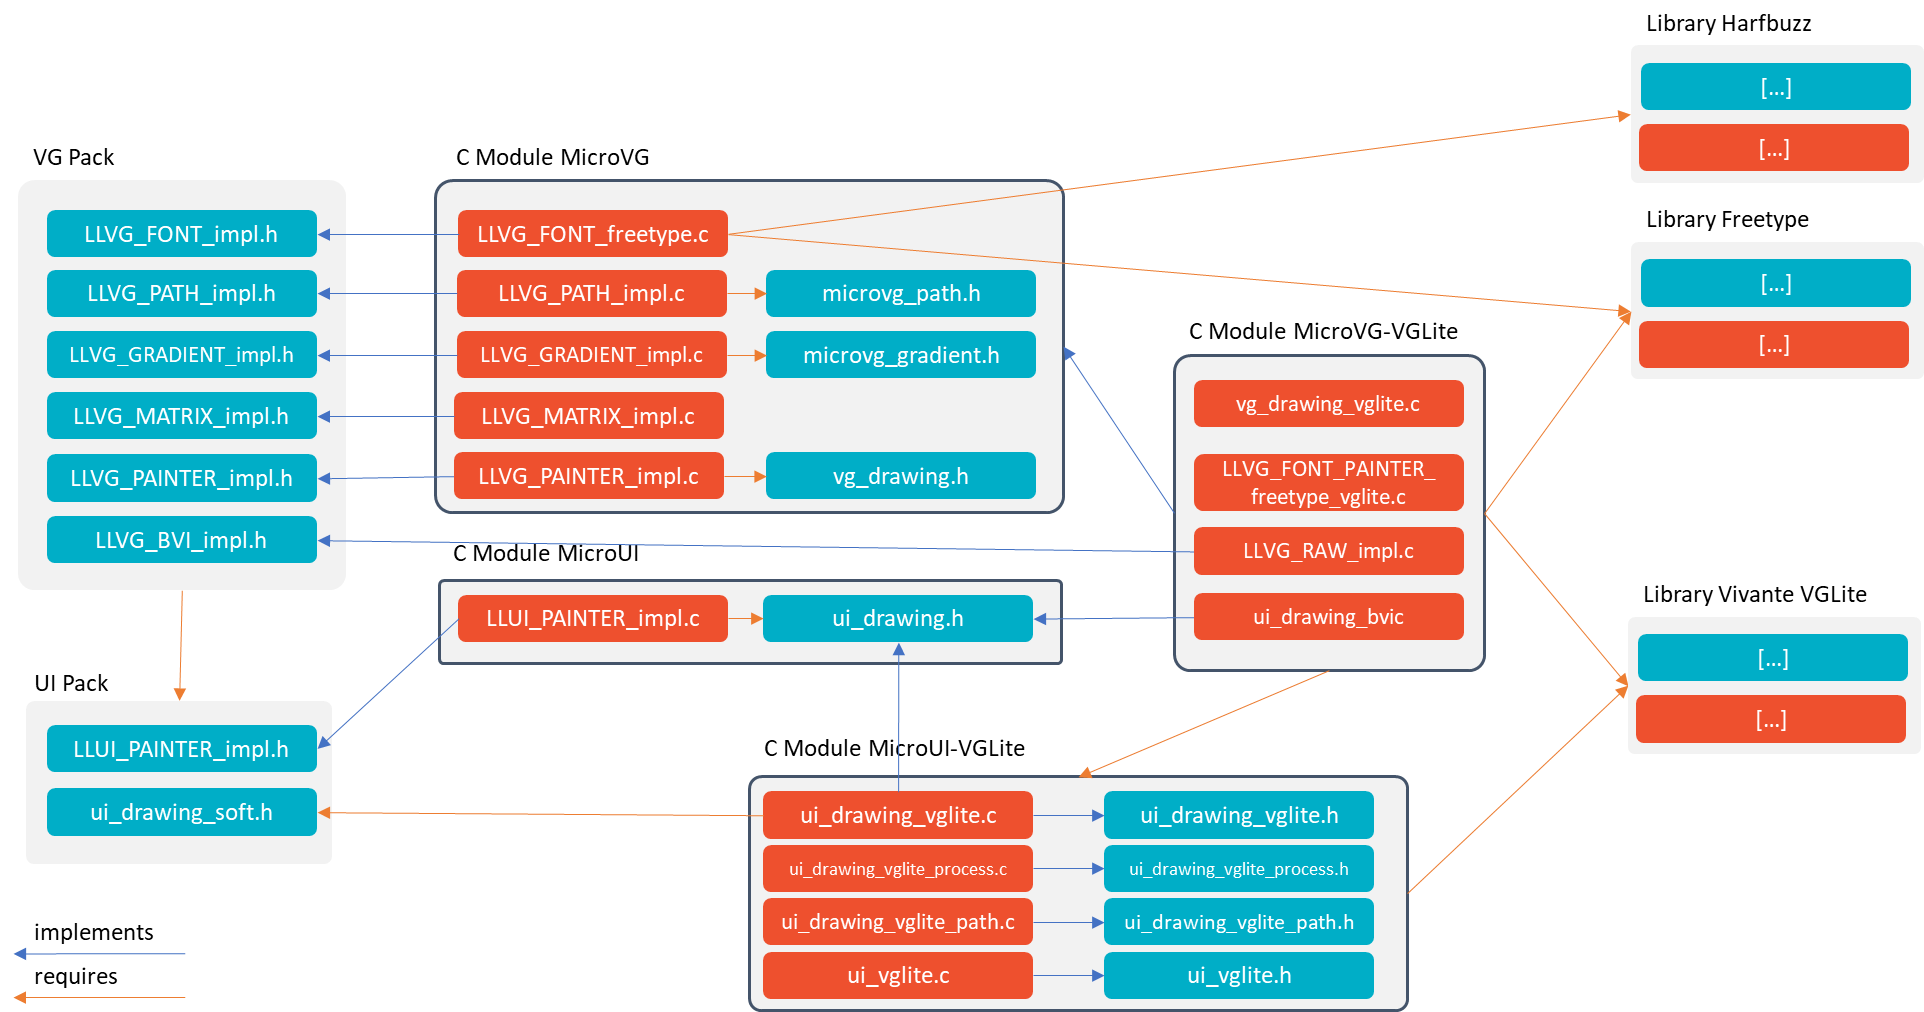 Library Harfbuzz
[...]
[...]
VG Pack
LLVG_FONT_impl.h
LLVG_PATH_impl.h
LLVG_GRADIENT_impl.h
LLVG_MATRIX_impl.h
LLVG_PAINTER_impl.h
LLVG_BVI_impl.h
C Module MicroVG
LLVG_FONT_freetype.c
LLVG_PATH_impl.c
microvg_path.h
LLVG_GRADIENT_impl.c
microvg_gradient.h
LLVG_MATRIX_impl.c
LLVG_PAINTER_impl.c
vg_drawing.h
Library Freetype
[...]
[...]
C Module MicroVG-VGLite
vg_drawing_vglite.c
LLVG_FONT_PAINTER_
freetype_vglite.c
LLVG_RAW_impl.c
ui_drawing_bvic
C Module MicroUI
LLUI_PAINTER_impl.c
ui_drawing.h
Library Vivante VGLite
[...]
[...]
UI Pack
LLUI_PAINTER_impl.h
ui_drawing_soft.h
C Module MicroUI-VGLite
ui_drawing_vglite.c
ui_drawing_vglite.h
ui_drawing_vglite_process.c
ui_drawing_vglite_process.h
ui_drawing_vglite_path.c
ui_drawing_vglite_path.h
ui_vglite.c
ui_vglite.h
implements
requires